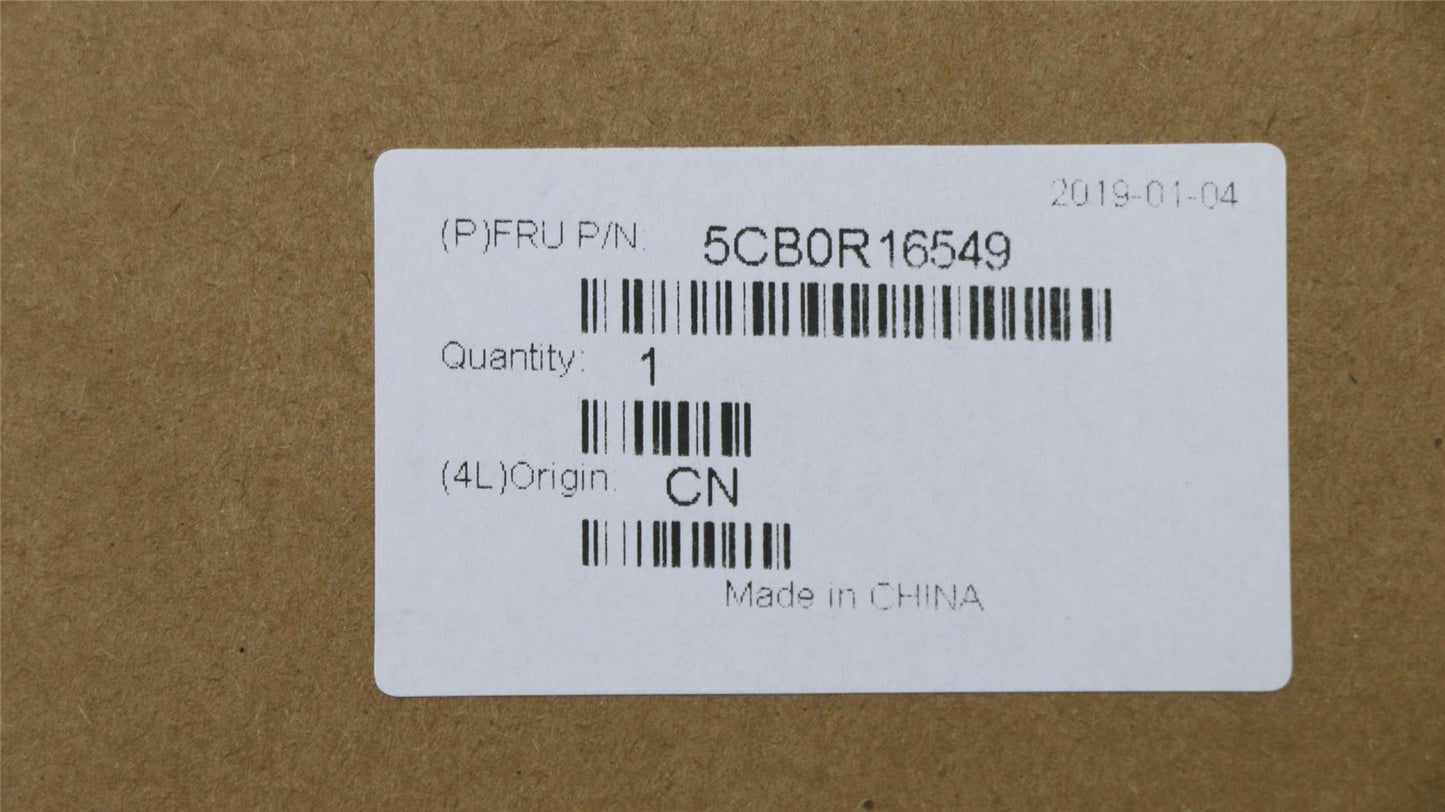 2019-01-04
(P)FRU P/N: 5CB0R16549
Quantity: 1
(4L)Origin: CN
Made in CHINA